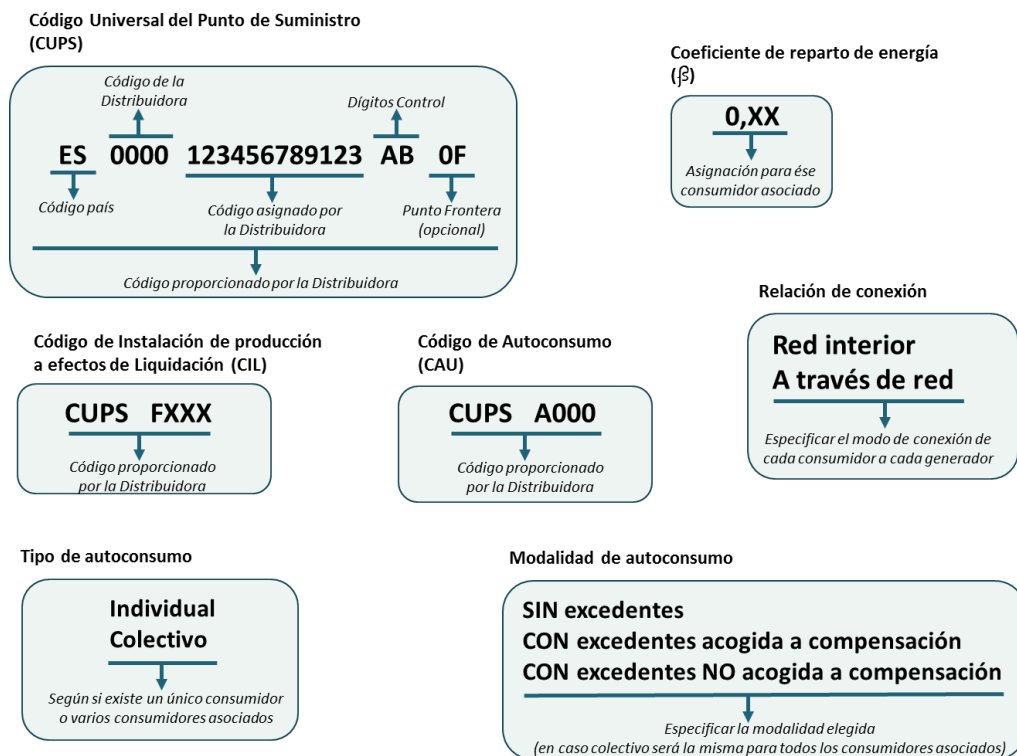 Código Universal del Punto de Suministro
(CUPS)
Código de la
Distribuidora
Dígitos Control
ES 0000 123456789123 AB 0F
Código país
Código asignado por
la Distribuidora
Punto Frontera
(opcional)
Código proporcionado por la Distribuidora
Coeficiente de reparto de energía
(β)
0,XX
Asignación para ése
consumidor asociado
Relación de conexión
Red interior
A través de red
Especificar el modo de conexión de
cada consumidor a cada generador
Código de Instalación de producción
a efectos de Liquidación (CIL)
CUPS FXXX
Código proporcionado
por la Distribuidora
Código de Autoconsumo
(CAU)
CUPS A000
Código proporcionado
por la Distribuidora
Tipo de autoconsumo
Individual
Colectivo
Según si existe un único consumidor
o varios consumidores asociados
Modalidad de autoconsumo
SIN excedentes
CON excedentes acogida a compensación
CON excedentes NO acogida a compensación
Especificar la modalidad elegida
(en caso colectivo será la misma para todos los consumidores asociados)